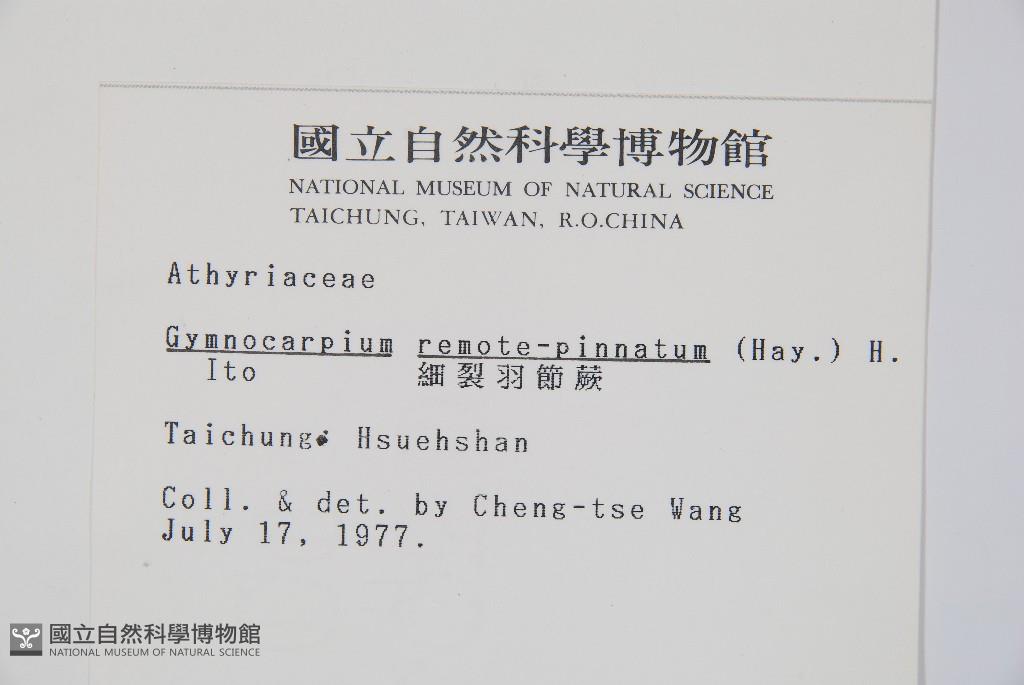 國立自然科學博物館
NATIONAL MUSEUM OF NATURAL SCIENCE
TAICHUNG, TAIWAN, R.O.CHINA
Athyriaceae
Gymnocarpium remote-pinnatum (Hay.) H.
Ito 細裂羽節蕨
Taichung: Hsuehshan
Coll. & det. by Cheng-tse Wang
July 17, 1977.
國立自然科學博物館
NATIONAL MUSEUM OF NATURAL SCIENCE